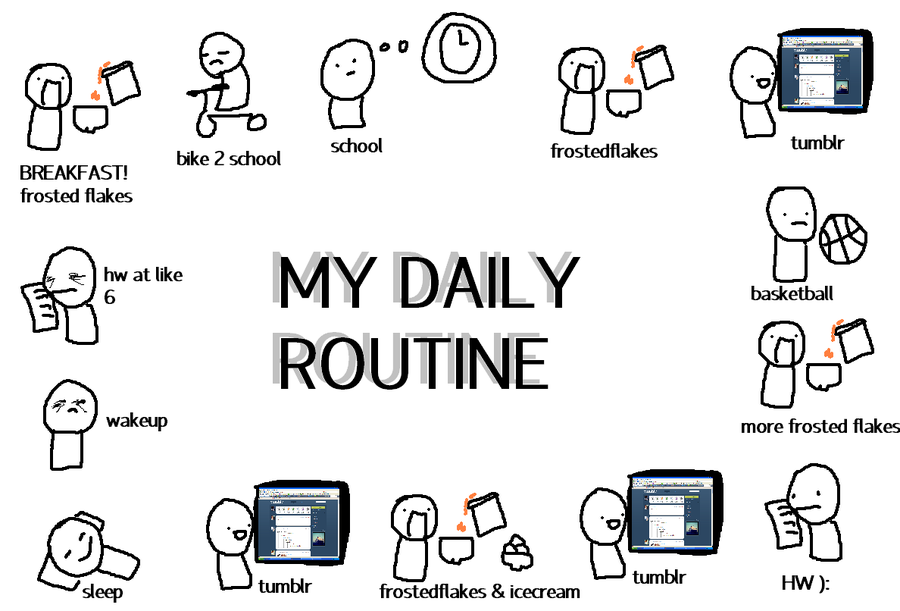 BREAKFAST!
frosted flakes
bike 2 school
school
frostedflakes
tumblr
basketball
more frosted flakes
HW ):
tumblr
frostedflakes & icecream
tumblr
sleep
wakeup
hw at like
6
MY DAILY
ROUTINE